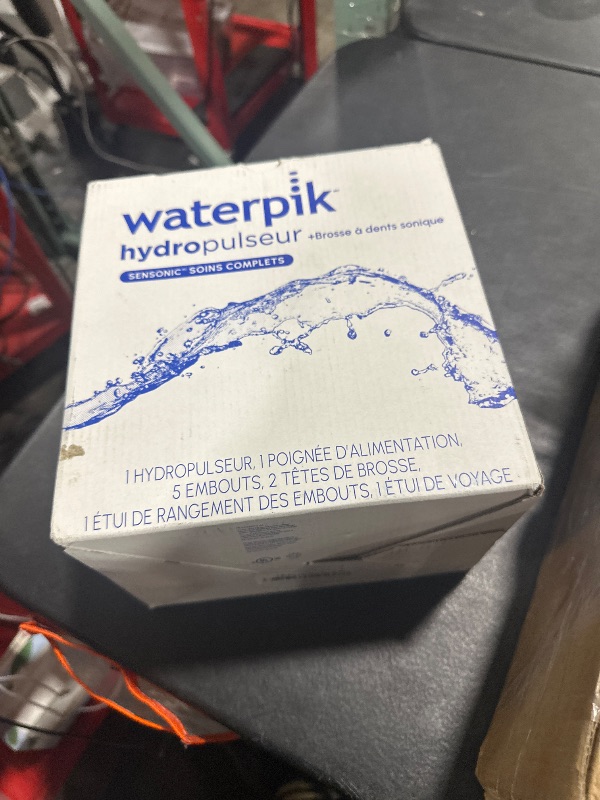 waterpik™
hydropulseur +Brosse à dents sonique
SENSONIC™ SOINS COMPLETS
1 HYDROPULSEUR, 1 POIGNÉE D'ALIMENTATION,
5 EMBOUTS, 2 TÊTES DE BROSSE,
1 ÉTUI DE RANGEMENT DES EMBOUTS, 1 ÉTUI DE VOYAGE